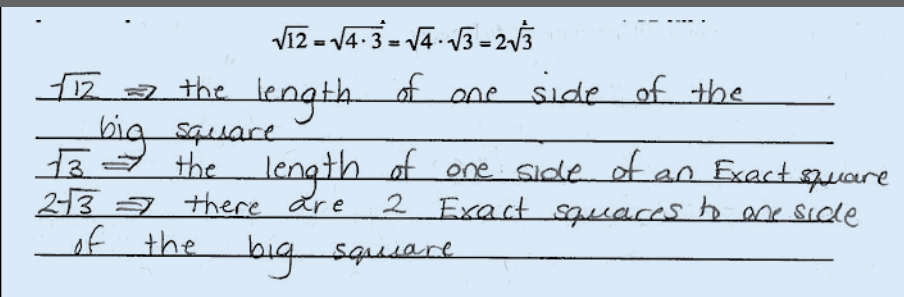 √12 = √4·3 = √4·√3 = 2√3
√12 ⇒ the length of one side of the
big square
√3 ⇒ the length of one side of an Exact square
2√3 ⇒ there are 2 Exact squares to one side
of the big square